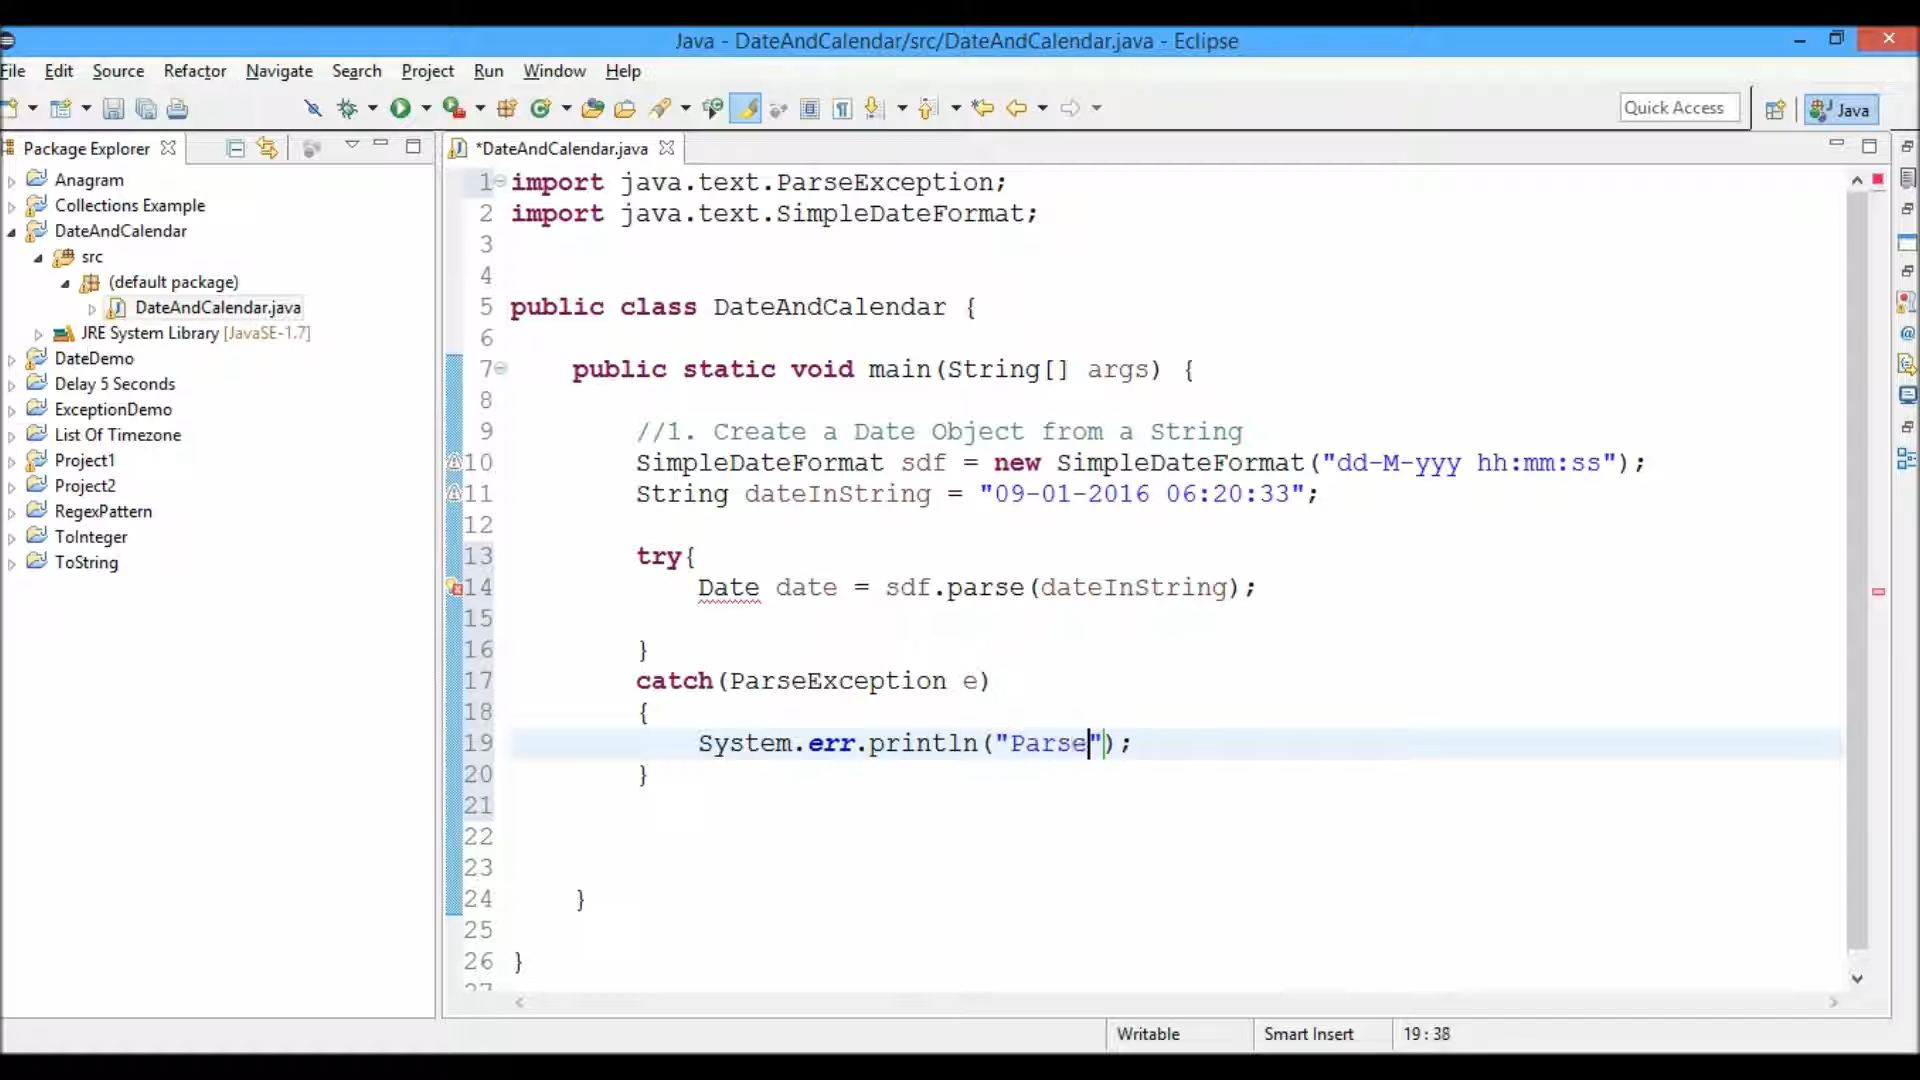 Java - DateAndCalendar/src/DateAndCalendar.java - Eclipse
File Edit Source Refactor Navigate Search Project Run Window Help
Quick Access
Java
Package Explorer
*DateAndCalendar.java
Anagram
Collections Example
DateAndCalendar
src
(default package)
DateAndCalendar.java
JRE System Library [JavaSE-1.7]
DateDemo
Delay 5 Seconds
ExceptionDemo
List Of Timezone
Project1
Project2
RegexPattern
ToInteger
ToString
1 import java.text.ParseException;
2 import java.text.SimpleDateFormat;
3
4
5 public class DateAndCalendar {
6
7 public static void main(String[] args) {
8
9 //1. Create a Date Object from a String
10 SimpleDateFormat sdf = new SimpleDateFormat("dd-M-yyy hh:mm:ss");
11 String dateInString = "09-01-2016 06:20:33";
12
13 try{
14 Date date = sdf.parse(dateInString);
15
16 }
17 catch(ParseException e)
18 {
19 System.err.println("Parse");
20 }
21
22
23
24 }
25
26 }
27
Writable
Smart Insert
19 : 38